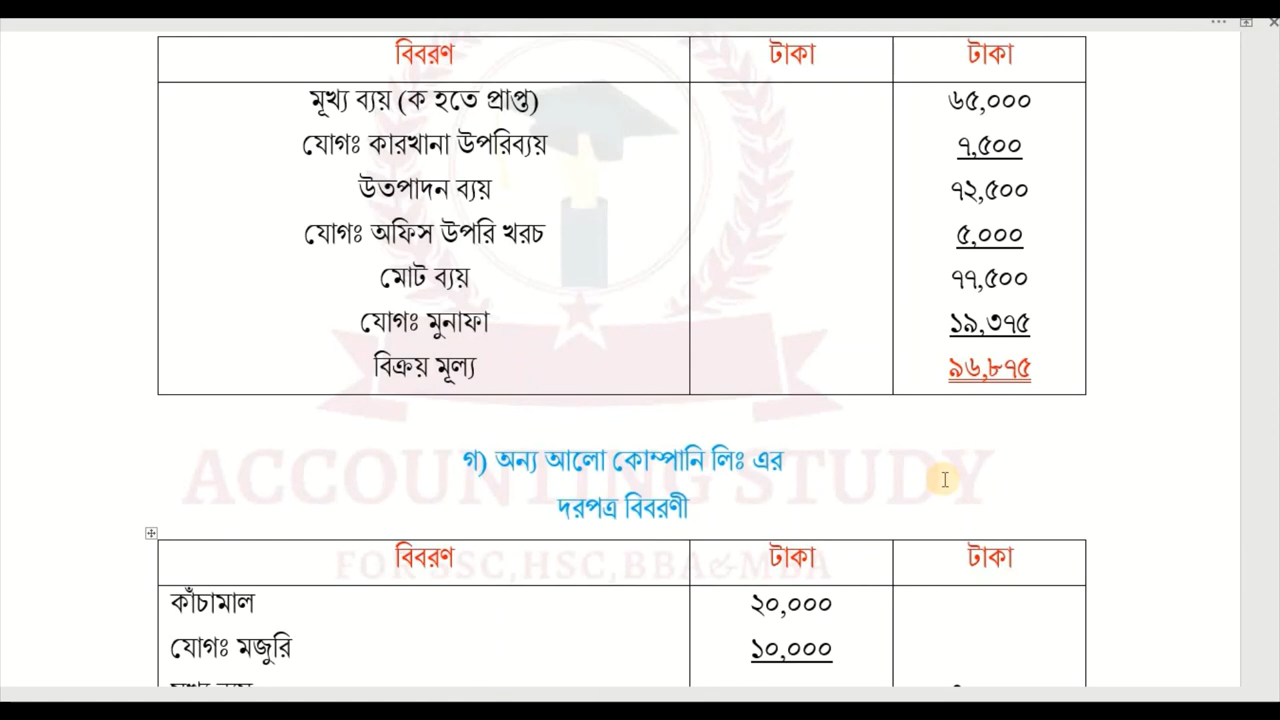 বিবরণ টাকা টাকা
মূখ্য ব্যয় (ক হতে প্রাপ্ত) ৬৫,০০০
যোগঃ কারখানা উপরিব্যয় ৭,৫০০
উতপাদন ব্যয় ৭২,৫০০
যোগঃ অফিস উপরি খরচ ৫,০০০
মোট ব্যয় ৭৭,৫০০
যোগঃ মুনাফা ১৯,৩৭৫
বিক্রয় মূল্য ৯৬,৮৭৫
ACCOUNTING STUDY
গ) অন্য আলো কোম্পানি লিঃ এর
দরপত্র বিবরণী
FOR SSC,HSC,BBA&MBA
বিবরণ টাকা টাকা
কাঁচামাল ২০,০০০
যোগঃ মজুরি ১০,০০০